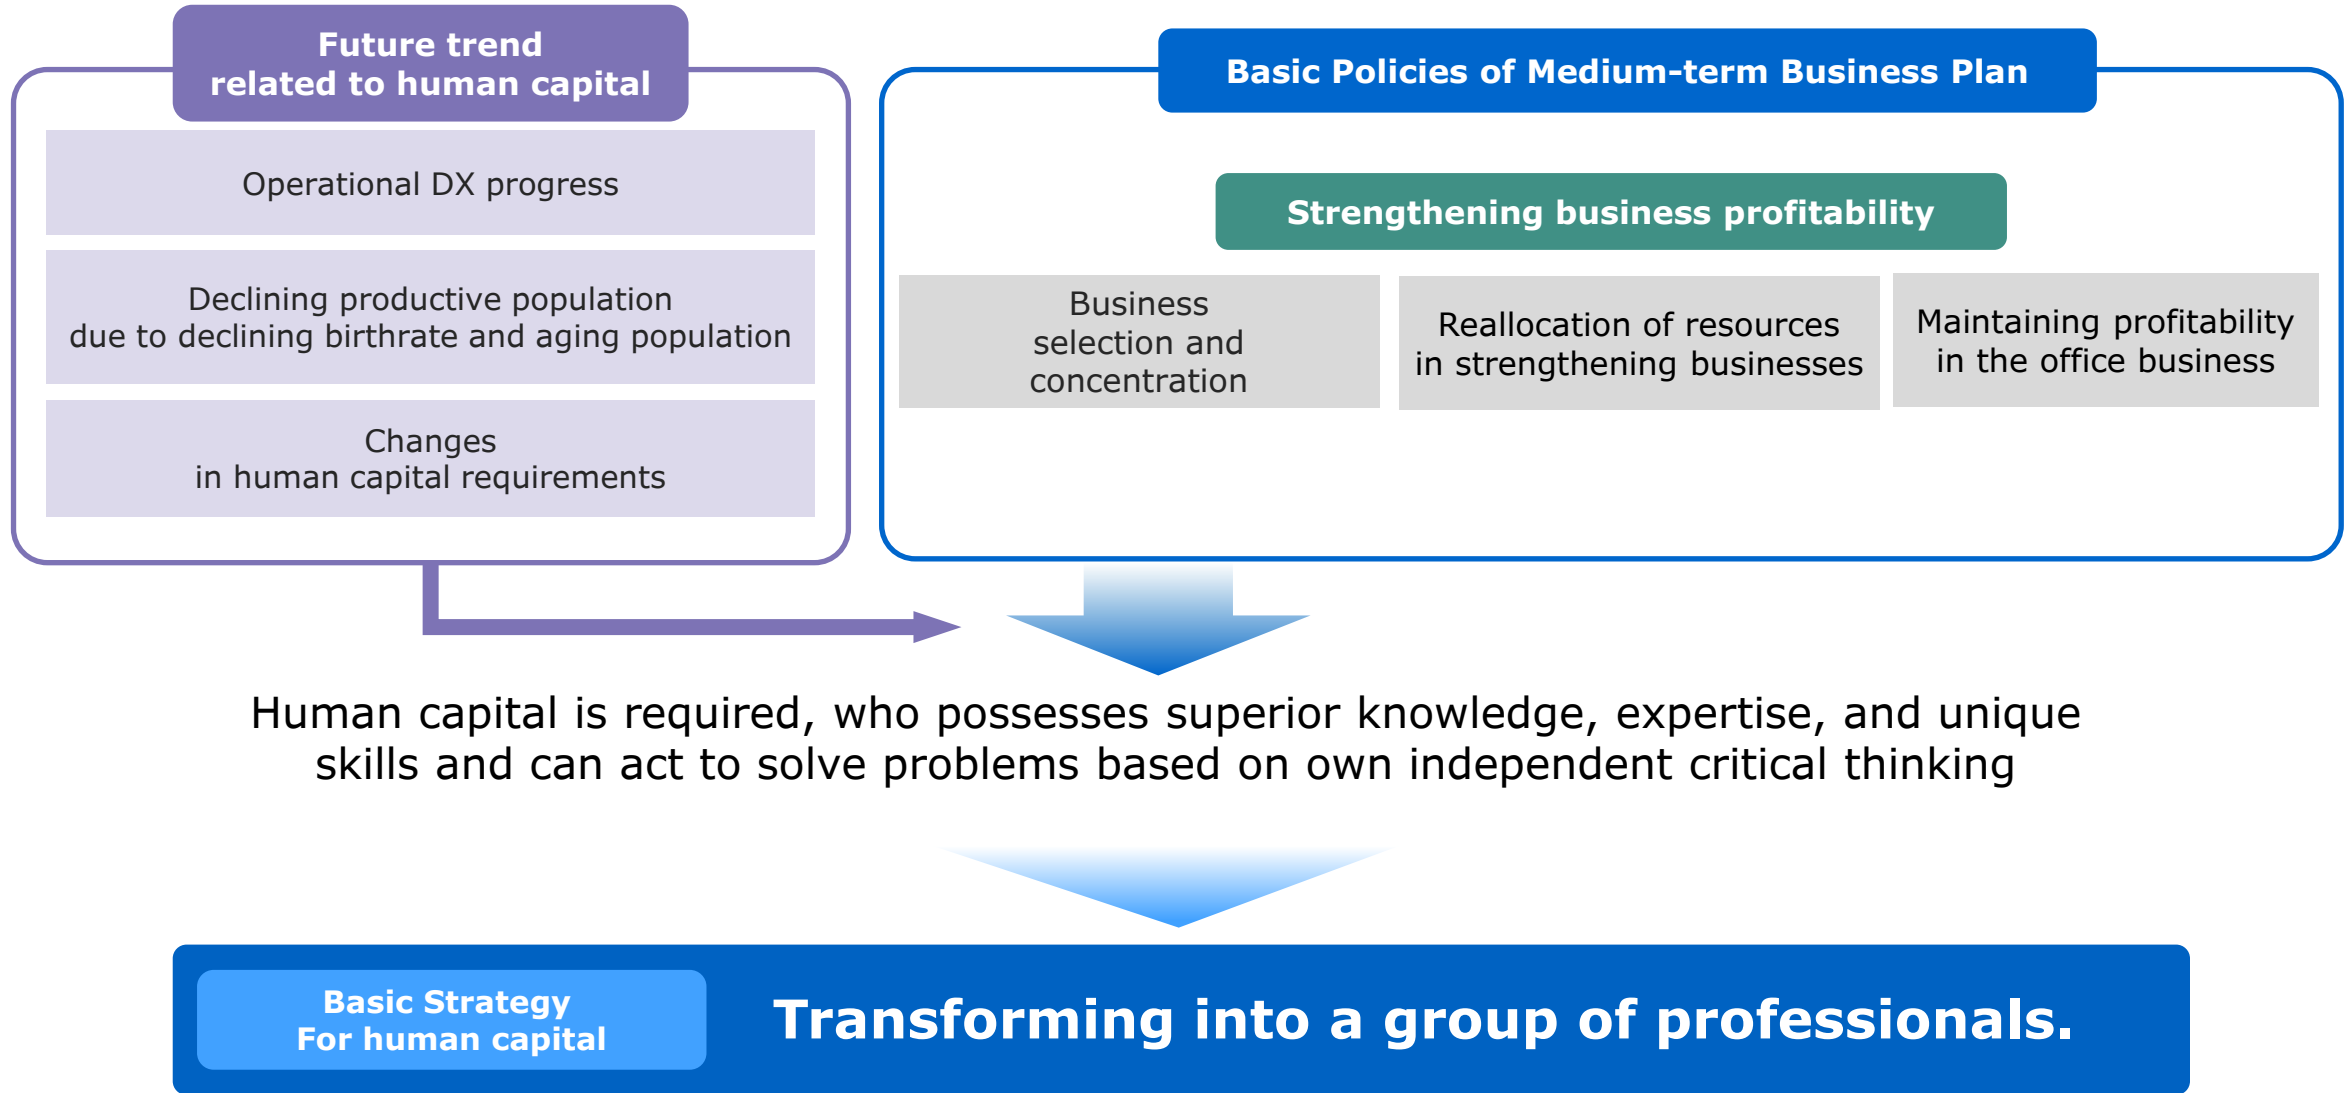 Future trend
related to human capital
Operational DX progress
Declining productive population
due to declining birthrate and aging population
Changes
in human capital requirements
Basic Policies of Medium-term Business Plan
Strengthening business profitability
Business
selection and
concentration
Reallocation of resources
in strengthening businesses
Maintaining profitability
in the office business
Human capital is required, who possesses superior knowledge, expertise, and unique
skills and can act to solve problems based on own independent critical thinking
Basic Strategy
For human capital
Transforming into a group of professionals.